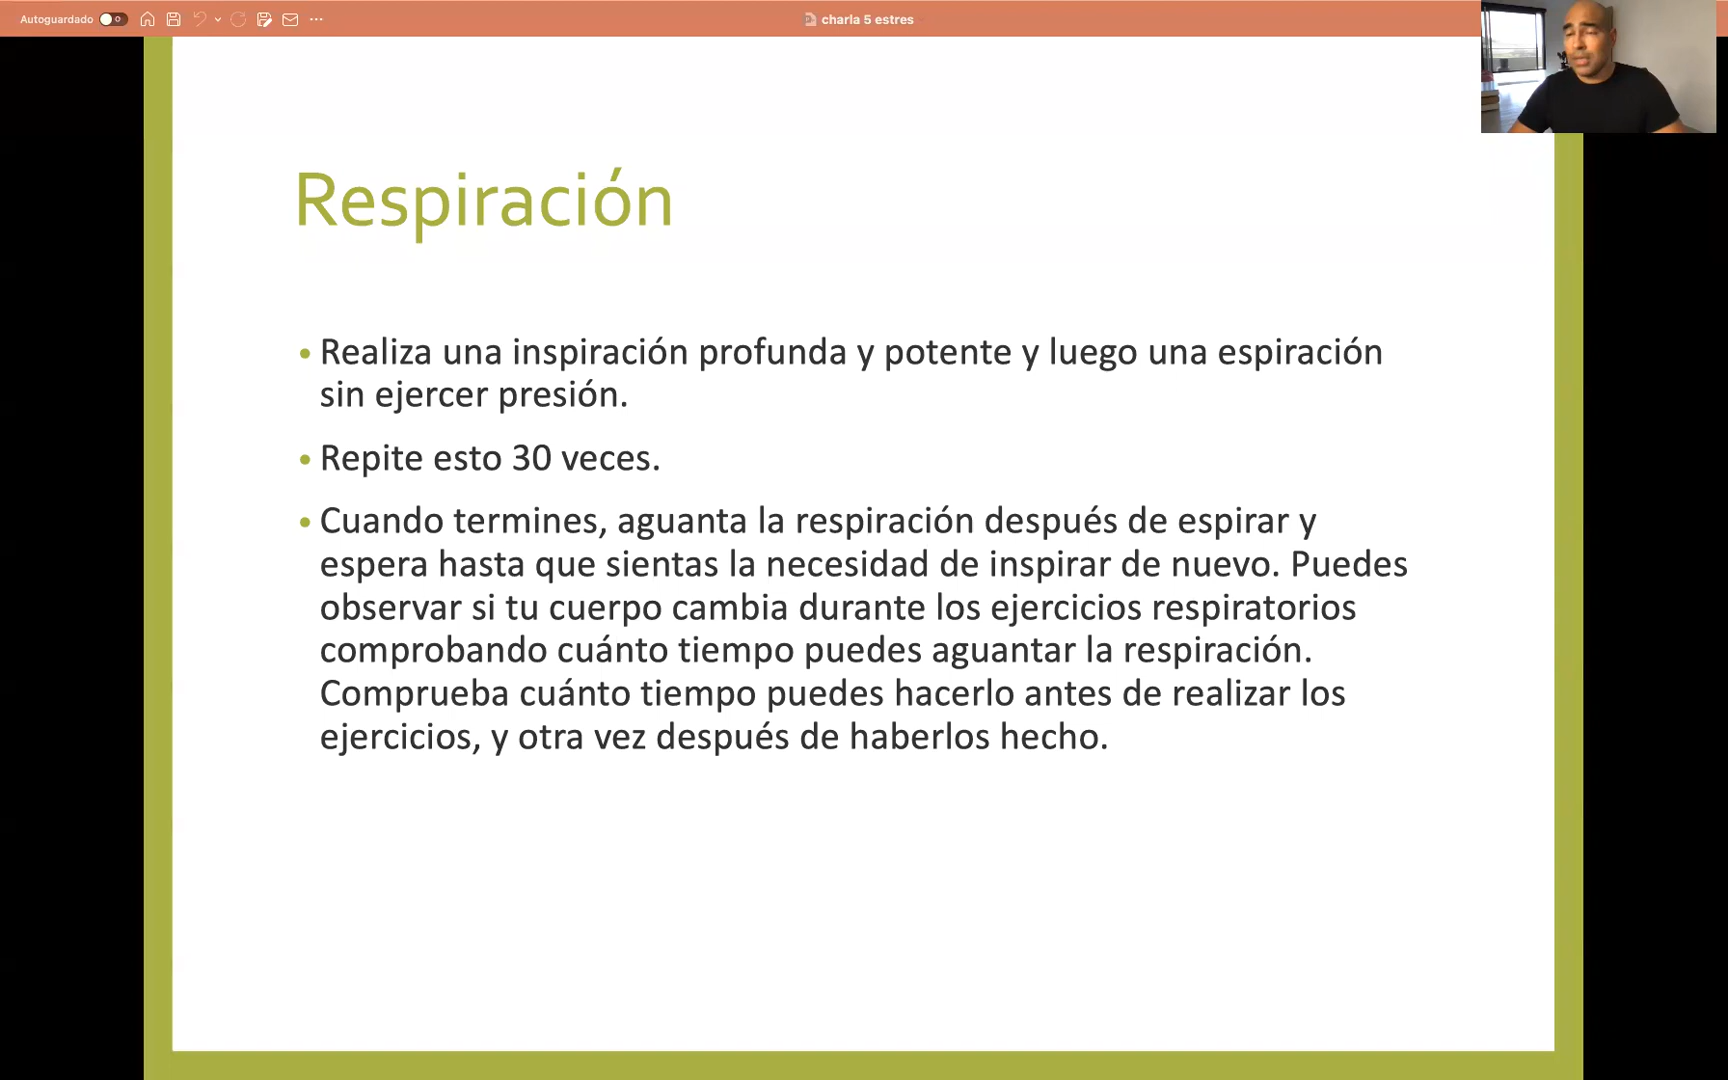 Autoguardado
charla 5 estres
Respiración
• Realiza una inspiración profunda y potente y luego una espiración
sin ejercer presión.
• Repite esto 30 veces.
• Cuando termines, aguanta la respiración después de espirar y
espera hasta que sientas la necesidad de inspirar de nuevo. Puedes
observar si tu cuerpo cambia durante los ejercicios respiratorios
comprobando cuánto tiempo puedes aguantar la respiración.
Comprueba cuánto tiempo puedes hacerlo antes de realizar los
ejercicios, y otra vez después de haberlos hecho.